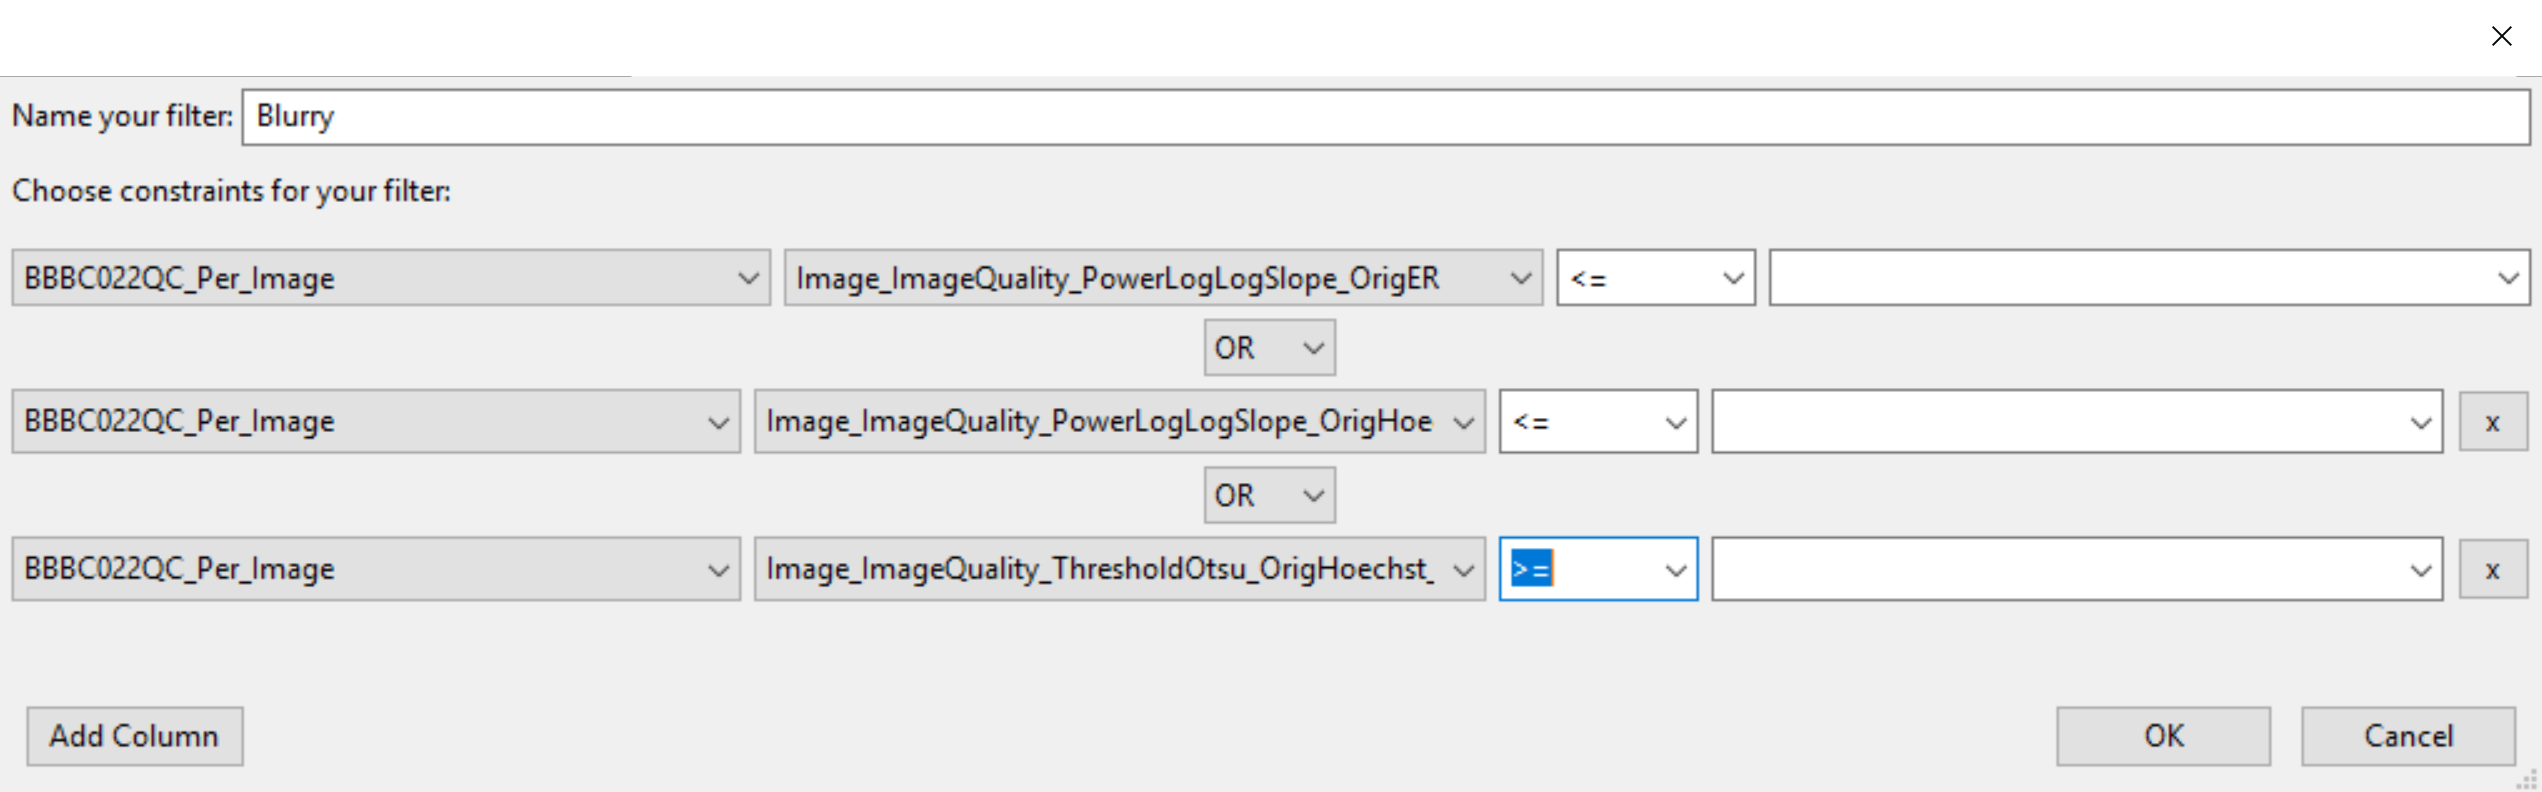 Name your filter: Blurry
Choose constraints for your filter:
BBBC022QC_Per_Image Image_ImageQuality_PowerLogLogSlope_OrigER <=
OR
BBBC022QC_Per_Image Image_ImageQuality_PowerLogLogSlope_OrigHoe <= x
OR
BBBC022QC_Per_Image Image_ImageQuality_ThresholdOtsu_OrigHoechst_ >= x
Add Column OK Cancel